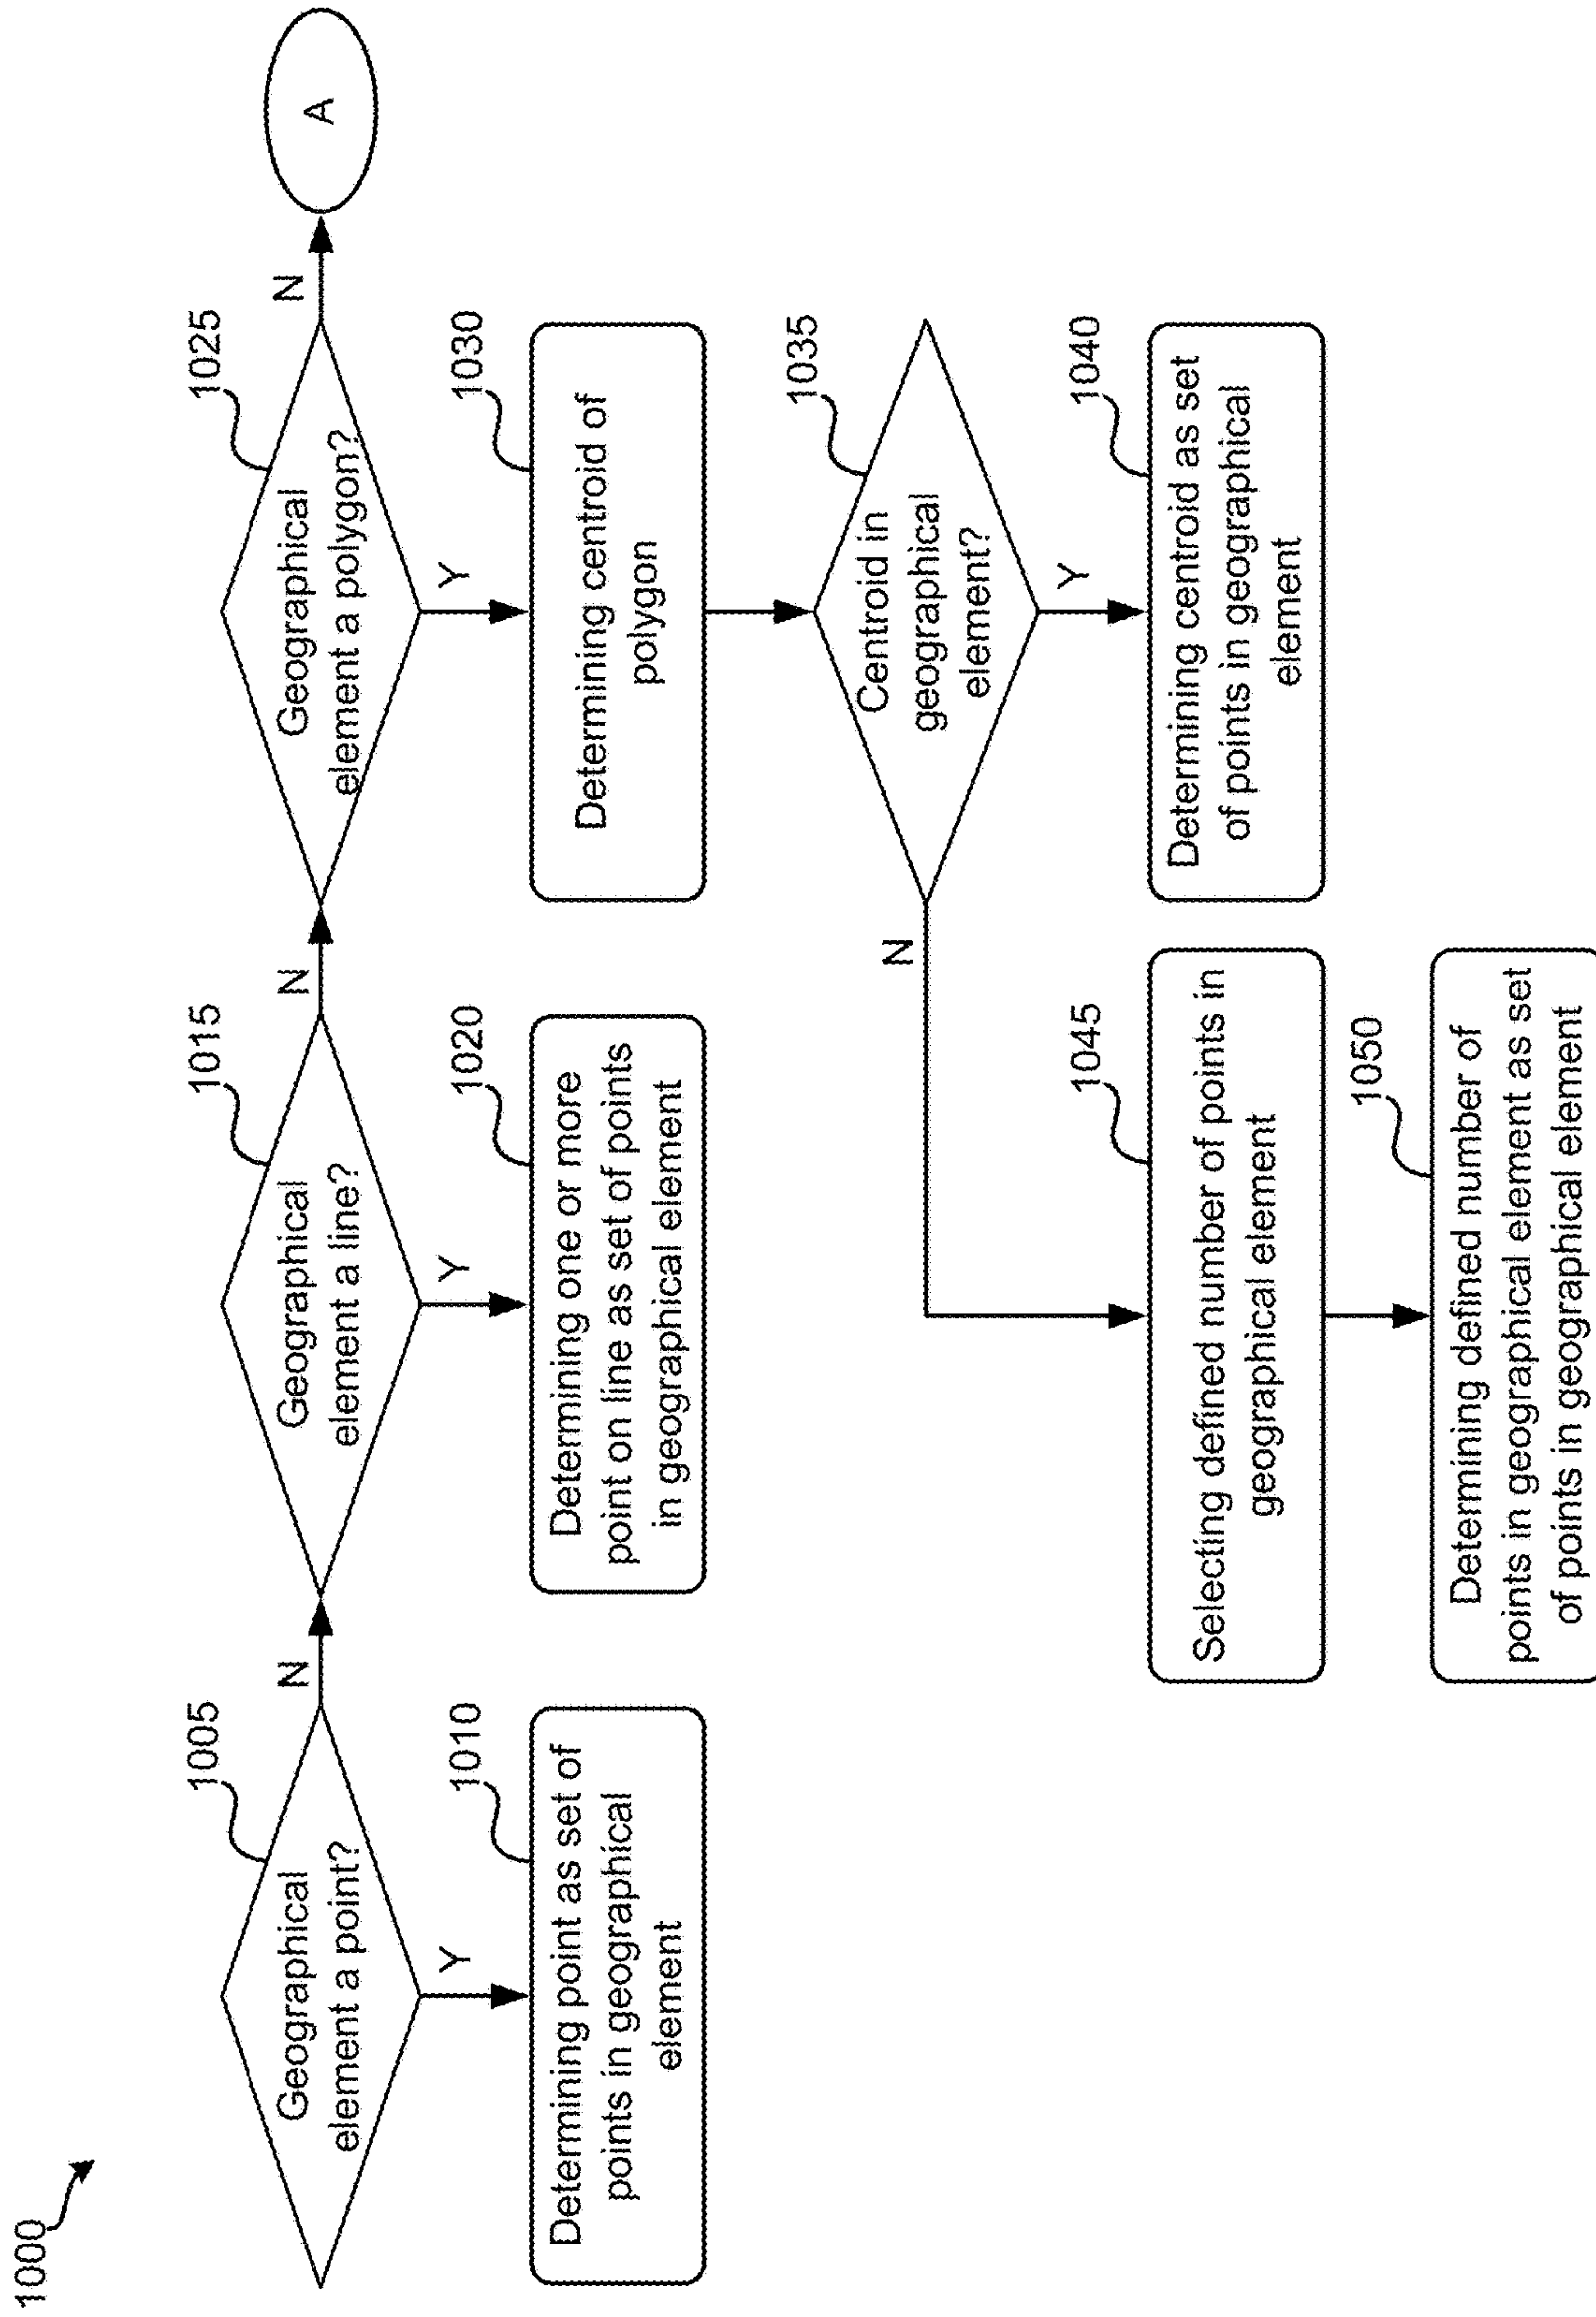 1000
1005
Geographical
element a point?
N
Y
1010
Determining point as set of
points in geographical
element
1015
Geographical
element a line?
N
Y
1020
Determining one or more
point on line as set of points
in geographical element
1025
Geographical
element a polygon?
N
A
Y
1030
Determining centroid of
polygon
1035
Centroid in
geographical
element?
Y
1040
Determining centroid as set
of points in geographical
element
N
1045
Selecting defined number of points in
geographical element
1050
Determining defined number of
points in geographical element as set
of points in geographical element